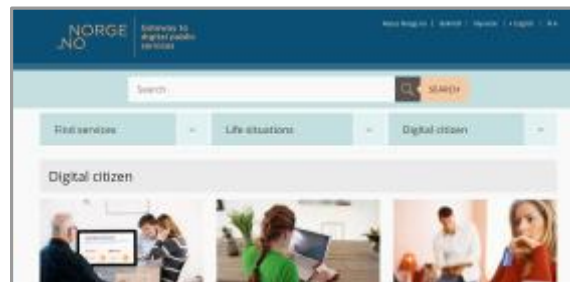 NORGE
.NO
Gateway to
digital public
services
Search
SEARCH
Find services
Life situations
Digital citizen
Digital citizen